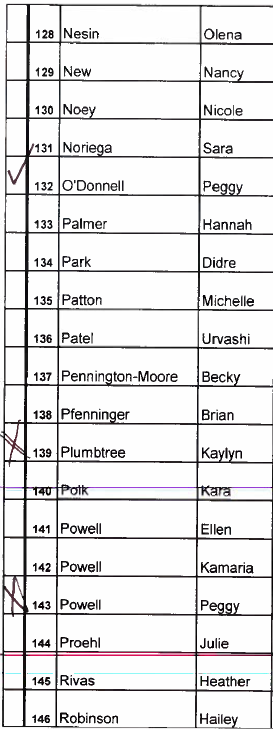 128 Nesin Olena
129 New Nancy
130 Noey Nicole
131 Noriega Sara
132 O'Donnell Peggy
133 Palmer Hannah
134 Park Didre
135 Patton Michelle
136 Patel Urvashi
137 Pennington-Moore Becky
138 Pfenninger Brian
139 Plumbtree Kaylyn
140 Polk Kara
141 Powell Ellen
142 Powell Kamaria
143 Powell Peggy
144 Proehl Julie
145 Rivas Heather
146 Robinson Hailey